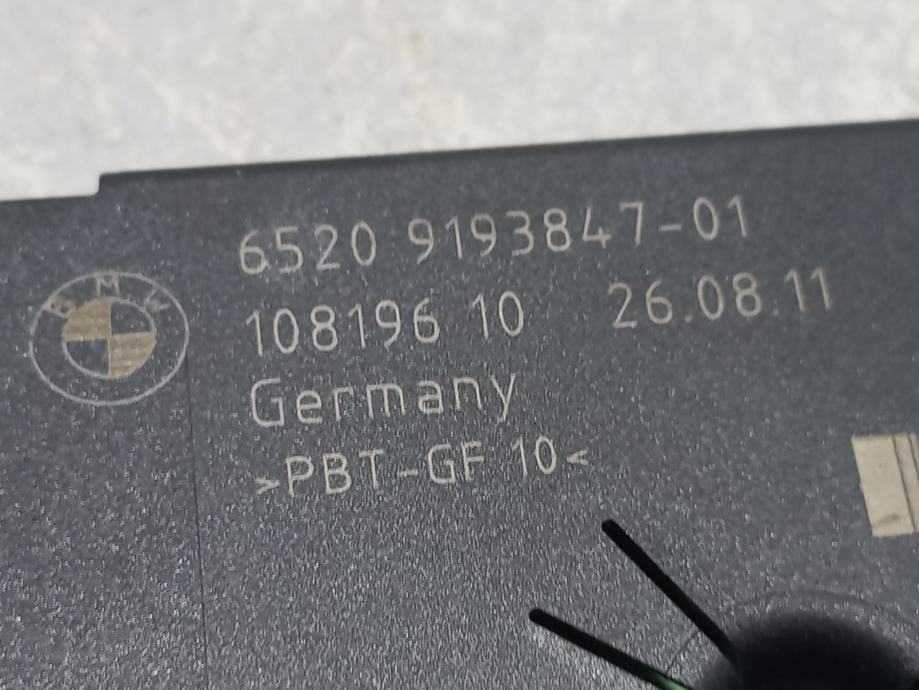 6520 9193847-01
BMW
108196 10 26.08.11
Germany
>PBT-GF 10<